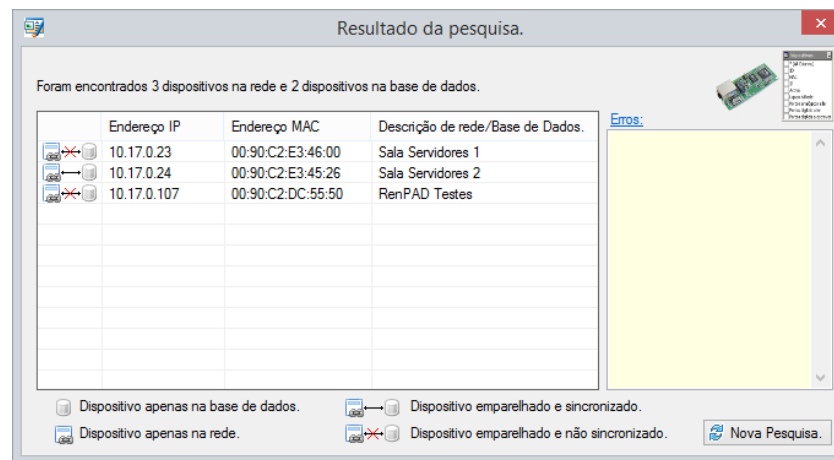 Resultado da pesquisa.
Foram encontrados 3 dispositivos na rede e 2 dispositivos na base de dados.
Endereço IP Endereço MAC Descrição de rede/Base de Dados.
10.17.0.23 00:90:C2:E3:46:00 Sala Servidores 1
10.17.0.24 00:90:C2:E3:45:26 Sala Servidores 2
10.17.0.107 00:90:C2:DC:55:50 RenPAD Testes
Erros:
Dispositivo apenas na base de dados. Dispositivo emparelhado e sincronizado.
Dispositivo apenas na rede. Dispositivo emparelhado e não sincronizado.
Nova Pesquisa.